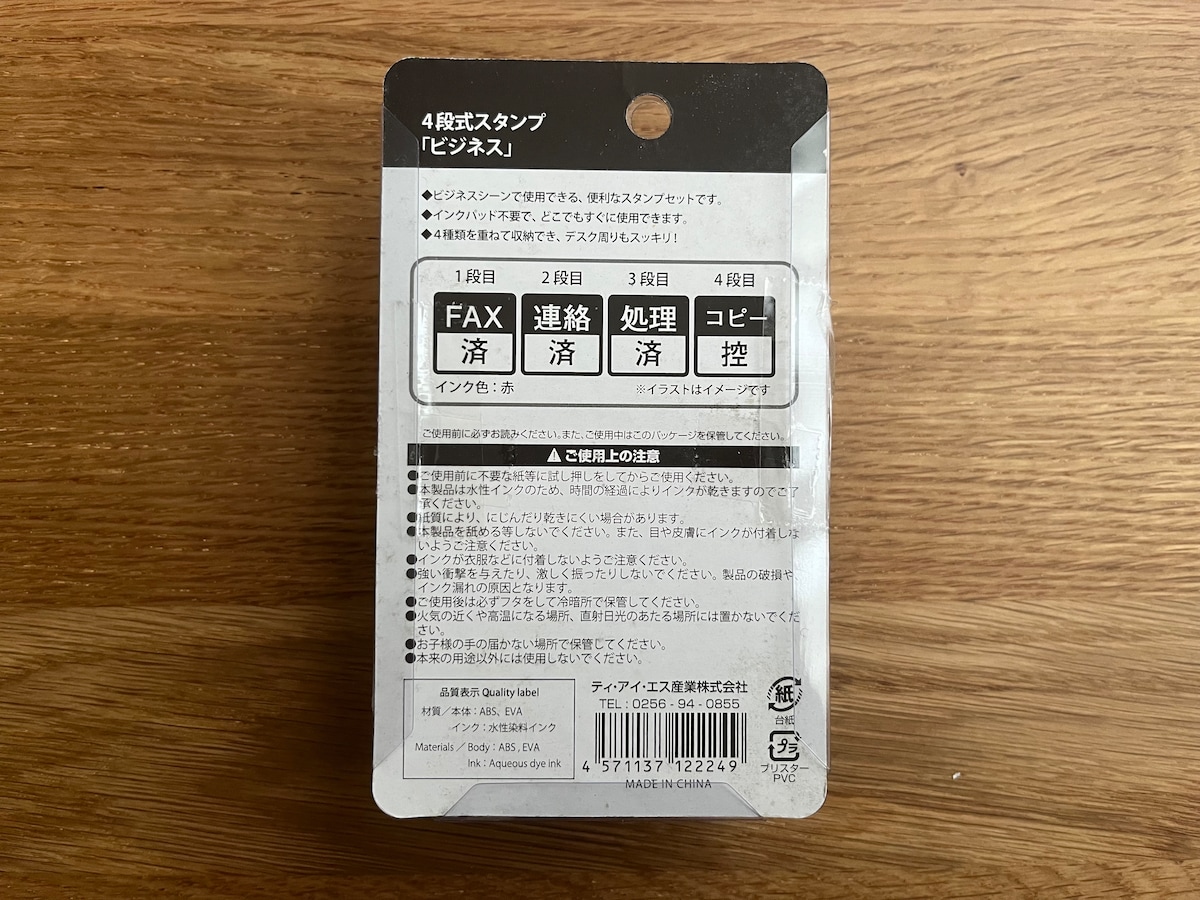 4段式スタンプ
「ビジネス」
◆ビジネスシーンで使用できる、便利なスタンプセットです。
◆インクパッド不要で、どこでもすぐに使用できます。
◆4種類を重ねて収納でき、デスク周りもスッキリ！
1段目 2段目 3段目 4段目
FAX 連絡 処理 コピー
済 済 済 控
インク色：赤 ※イラストはイメージです
ご使用前に必ずお読みください。また、ご使用中はこのパッケージを保管してください。
⚠ご使用上の注意
●ご使用前に不要な紙等に試し押しをしてからご使用ください。
●本製品は水性インクのため、時間の経過によりインクが乾きますのでご了
承ください。
●紙質により、にじんだり乾きにくい場合があります。
●本製品を舐める等しないでください。また、目や皮膚にインクが付着しな
いようご注意ください。
●インクが衣服などに付着しないようご注意ください。
●強い衝撃を与えたり、激しく振ったりしないでください。製品の破損や、
インク漏れの原因となります。
●ご使用後は必ずフタをして冷暗所で保管してください。
●火気の近くや高温になる場所、直射日光のあたる場所には置かないでくだ
さい。
●お子様の手の届かない場所で保管してください。
●本来の用途以外には使用しないでください。
品質表示 Quality label
材質／本体：ABS、EVA
インク：水性染料インク
Materials／Body：ABS , EVA
Ink：Aqueous dye ink
ティ・アイ・エス産業株式会社
TEL：0256-94-0855
4 571137 122249
MADE IN CHINA
紙
台紙
プラ
ブリスター
PVC